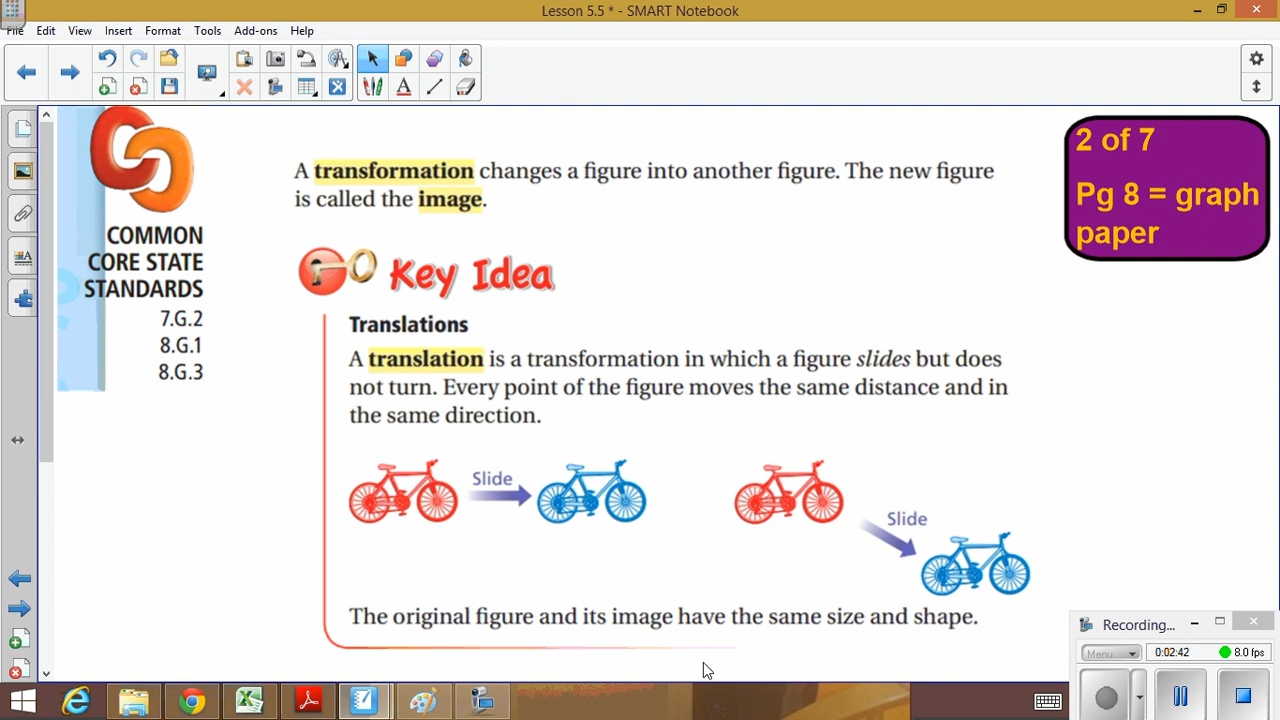 Lesson 5.5 * - SMART Notebook
File Edit View Insert Format Tools Add-ons Help
2 of 7
Pg 8 = graph
paper
A transformation changes a figure into another figure. The new figure
is called the image.
COMMON
CORE STATE
STANDARDS
7.G.2
8.G.1
8.G.3
Key Idea
Translations
A translation is a transformation in which a figure slides but does
not turn. Every point of the figure moves the same distance and in
the same direction.
Slide
Slide
The original figure and its image have the same size and shape.
Recording...
Menu 0:02:42 8.0 fps